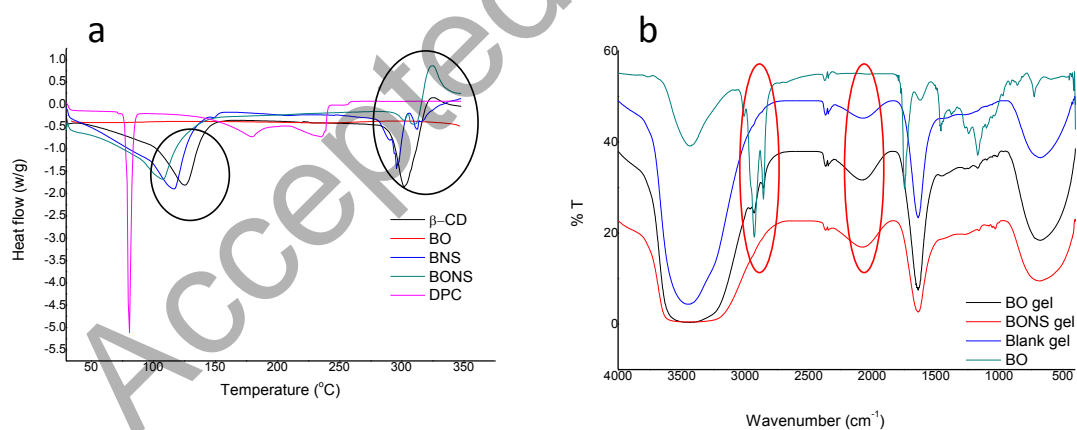 a
b
Accepted
1.0
0.5
0.0
-0.5
-1.0
-1.5
-2.0
-2.5
-3.0
-3.5
-4.0
-4.5
-5.0
-5.5
Heat flow (w/g)
50 100 150 200 250 300 350
Temperature (°C)
β-CD
BO
BNS
BONS
DPC
60
40
20
0
% T
4000 3500 3000 2500 2000 1500 1000 500
Wavenumber (cm⁻¹)
BO gel
BONS gel
Blank gel
BO